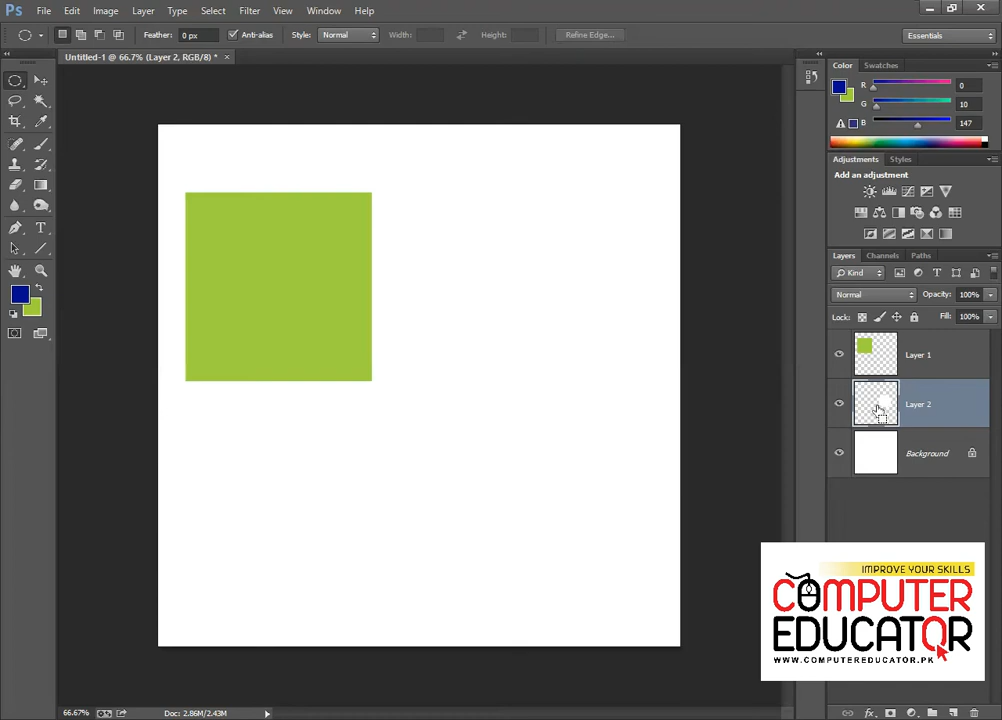 Ps File Edit Image Layer Type Select Filter View Window Help
Feather: 0 px Anti-alias Style: Normal Width: Height: Refine Edge... Essentials
Untitled-1 @ 66.7% (Layer 2, RGB/8) * ×
Color Swatches
R 0
G 10
B 147
Adjustments Styles
Add an adjustment
Layers Channels Paths
Kind
Normal Opacity: 100%
Lock: Fill: 100%
Layer 1
Layer 2
Background
IMPROVE YOUR SKILLS
COMPUTER
EDUCATOR
WWW.COMPUTEREDUCATOR.PK
66.67% Doc: 2.86M/2.43M